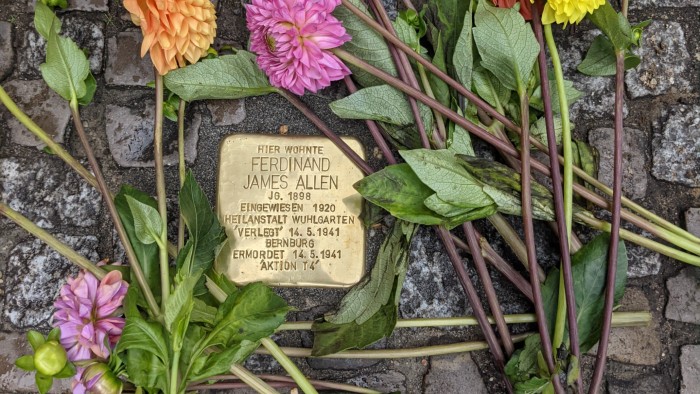 HIER WOHNTE
FERDINAND
JAMES ALLEN
JG. 1898
EINGEWIESEN 1920
HEILANSTALT WUHLGARTEN
'VERLEGT' 14.5.1941
BERNBURG
ERMORDET 14.5.1941
'AKTION T4'